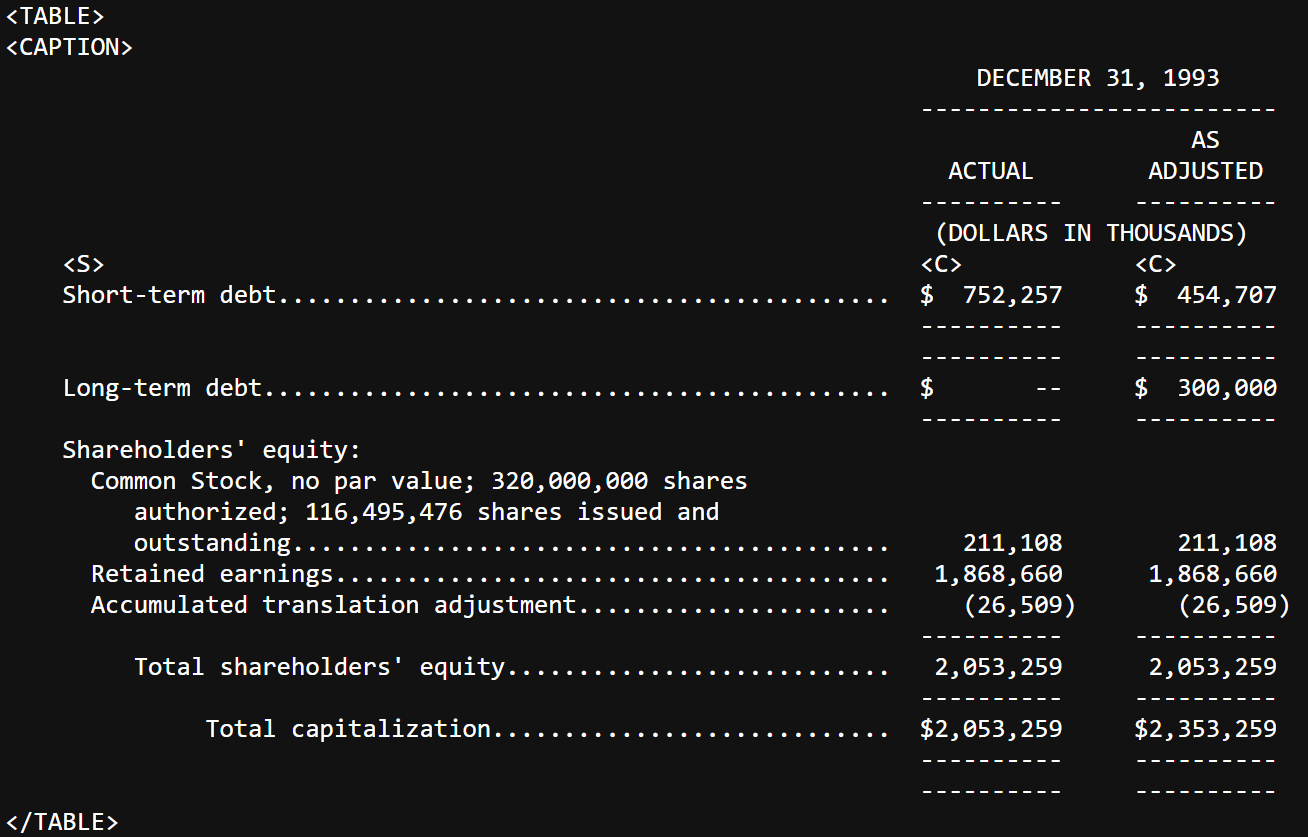 <TABLE>
<CAPTION>
                                                                    DECEMBER 31, 1993
                                                                -------------------------
                                                                                   AS
                                                                  ACTUAL        ADJUSTED
                                                                ----------     ----------
                                                                 (DOLLARS IN THOUSANDS)
    <S>                                                         <C>            <C>
    Short-term debt...........................................  $  752,257     $  454,707
                                                                ----------     ----------
                                                                ----------     ----------
    Long-term debt............................................  $       --     $  300,000
                                                                ----------     ----------
    Shareholders' equity:
      Common Stock, no par value; 320,000,000 shares
         authorized; 116,495,476 shares issued and
         outstanding..........................................     211,108        211,108
      Retained earnings.......................................   1,868,660      1,868,660
      Accumulated translation adjustment......................     (26,509)       (26,509)
                                                                ----------     ----------
         Total shareholders' equity...........................   2,053,259      2,053,259
                                                                ----------     ----------
              Total capitalization............................  $2,053,259     $2,353,259
                                                                ----------     ----------
                                                                ----------     ----------
</TABLE>